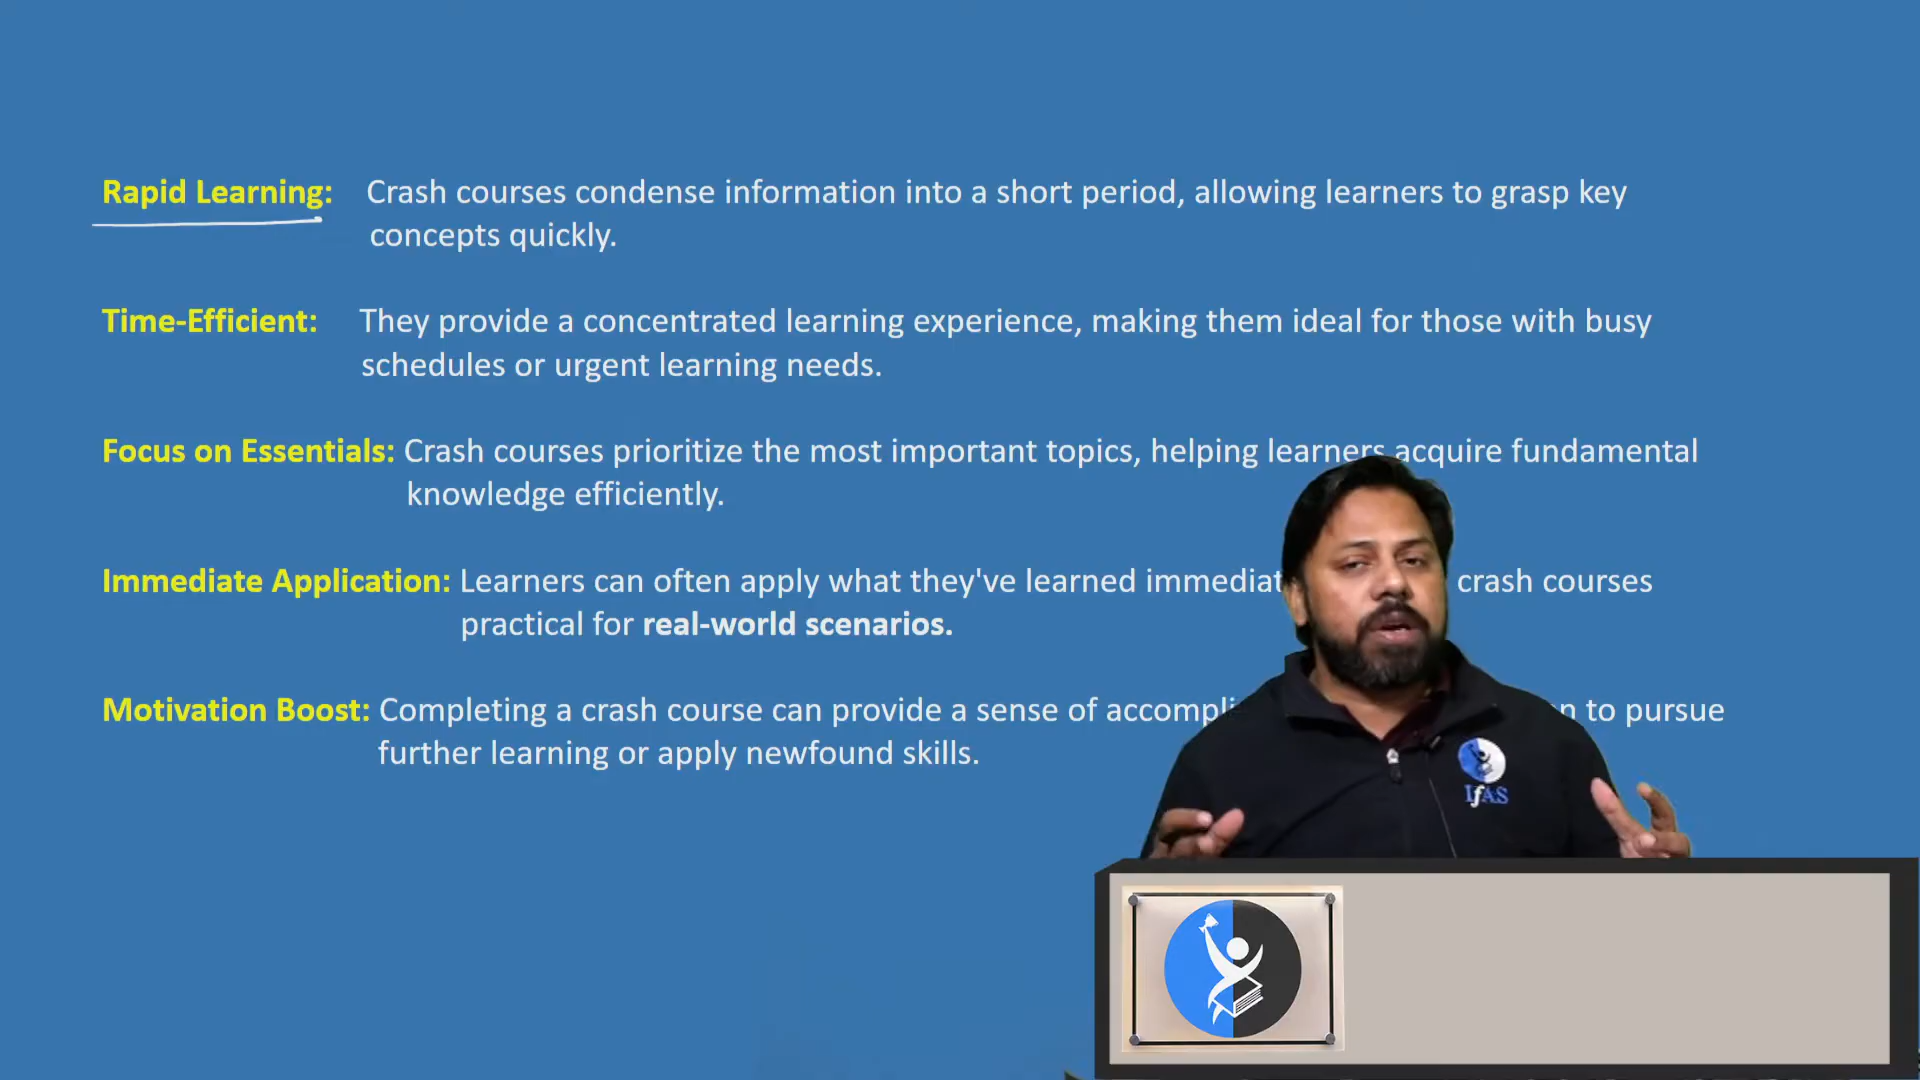 Rapid Learning: Crash courses condense information into a short period, allowing learners to grasp key
concepts quickly.
Time-Efficient: They provide a concentrated learning experience, making them ideal for those with busy
schedules or urgent learning needs.
Focus on Essentials: Crash courses prioritize the most important topics, helping learners acquire fundamental
knowledge efficiently.
Immediate Application: Learners can often apply what they've learned crash courses
practical for real-world scenarios.
Motivation Boost: Completing a crash course can provide a sense of to pursue
further learning or apply newfound skills.
IFAS